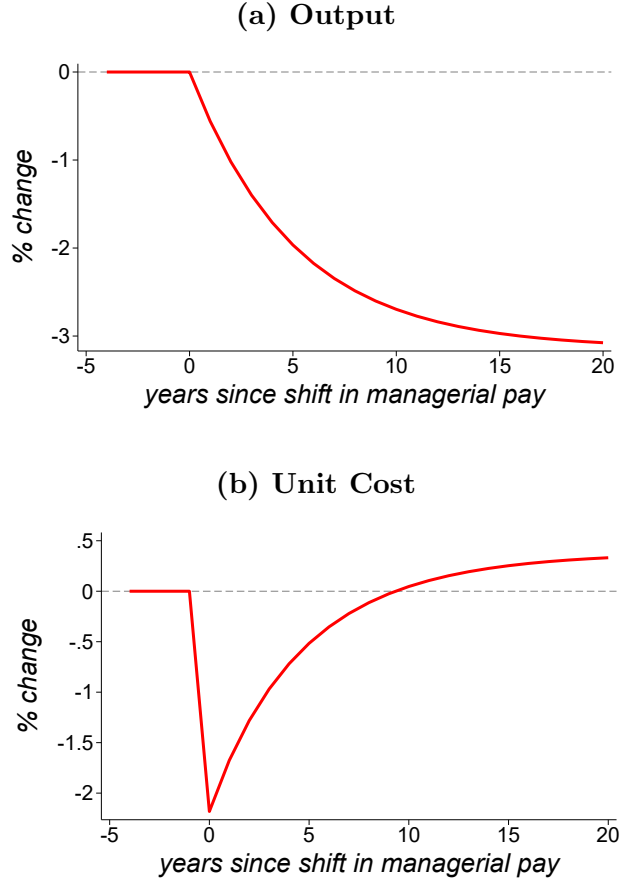 (a) Output
0
-1
-2
-3
% change
-5 0 5 10 15 20
years since shift in managerial pay
(b) Unit Cost
.5
0
-.5
-1
-1.5
-2
% change
-5 0 5 10 15 20
years since shift in managerial pay